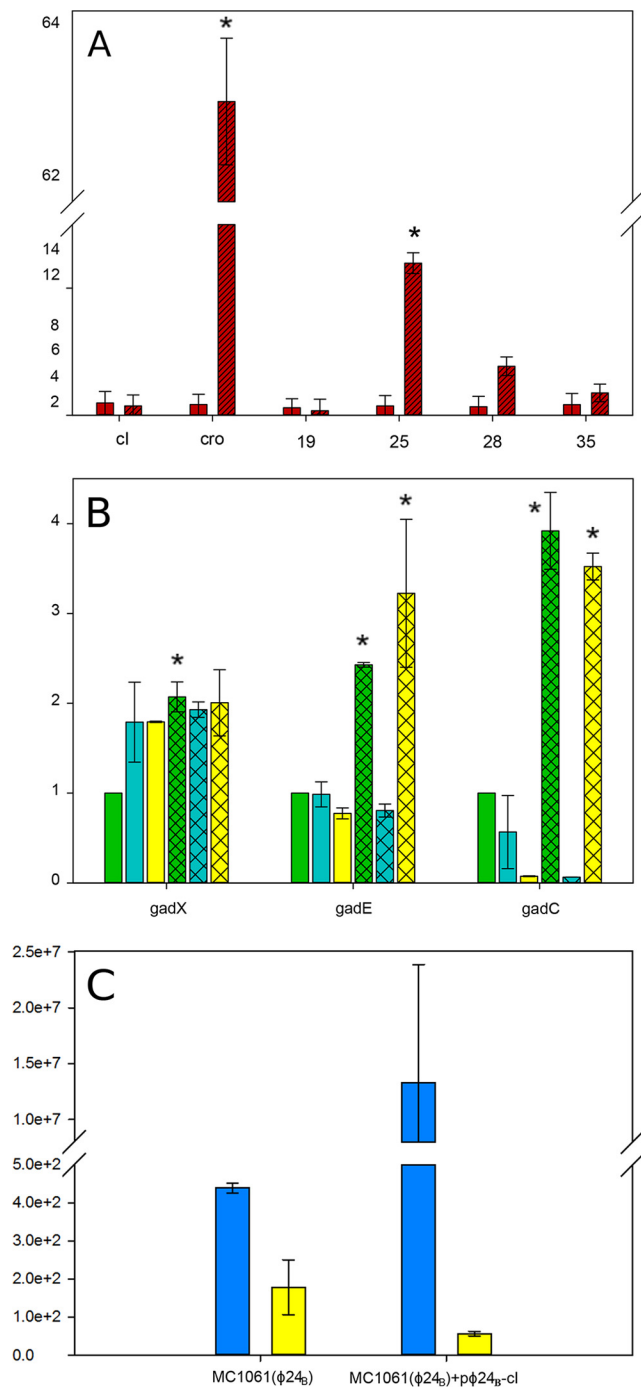 64
A
*
62
14
*
12
8
6
4
2
cI cro 19 25 28 35
B
4
* * *
*
3
*
*
2
1
0
gadX gadE gadC
2.5e+7
C
2.0e+7
1.5e+7
1.0e+7
5.0e+2
4.0e+2
3.0e+2
2.0e+2
1.0e+2
0.0
MC1061(ϕ24B) MC1061(ϕ24B)+pϕ24B-cI